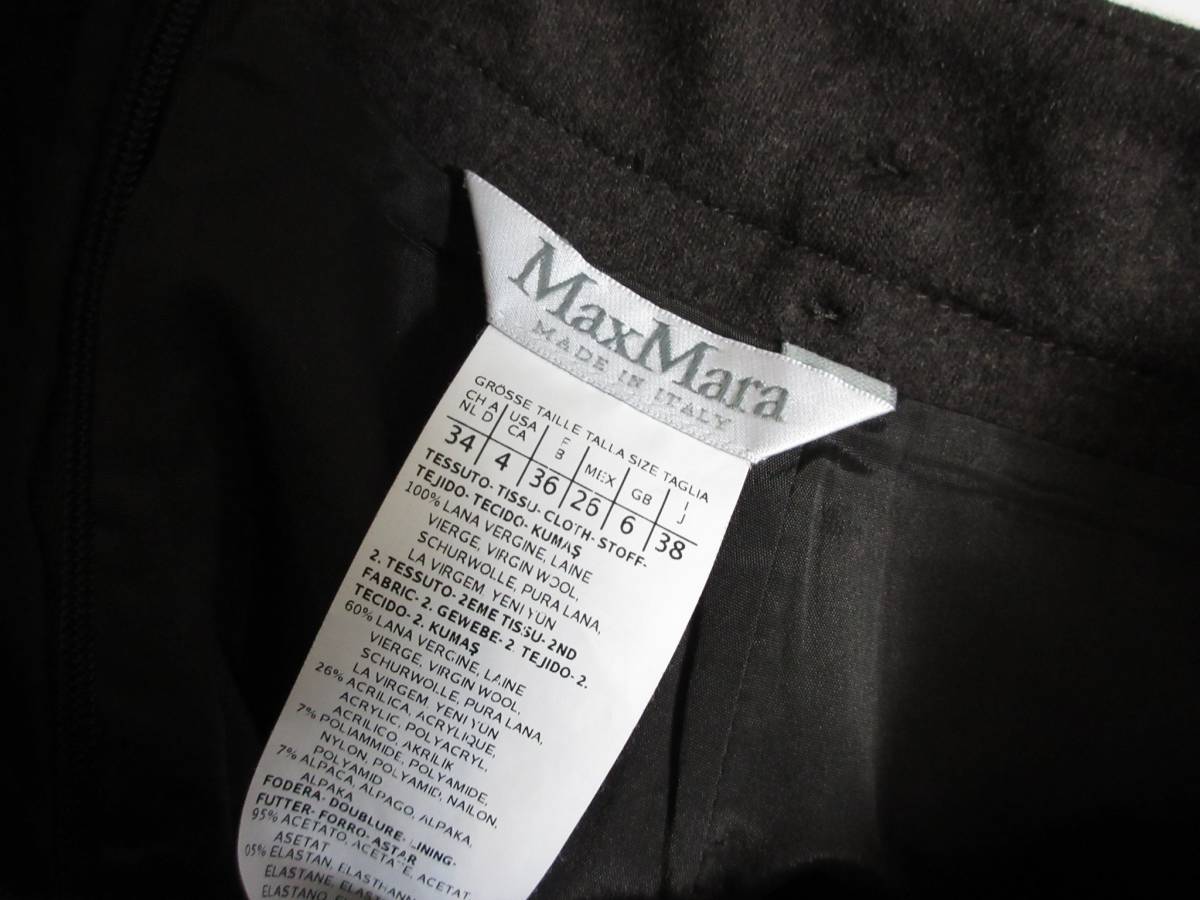 MaxMara
MADE IN ITALY
GRÖSSE TAILLE TALLA SIZE TAGLIA
CH A USA F MEX GB I
NL D CA B J
34 4 36 26 6 38
TESSUTO- TISSU- CLOTH- STOFF-
TEJIDO- TECIDO- KUMAŞ
100% LANA VERGINE, LAINE
VIERGE, VIRGIN WOOL,
SCHURWOLLE, PURA LANA,
LA VIRGEM, YENI YUN
2. TESSUTO- 2EME TISSU- 2ND
FABRIC- 2. GEWEBE- 2. TEJIDO- 2.
TECIDO- 2. KUMAŞ
60% LANA VERGINE, LAINE
VIERGE, VIRGIN WOOL,
SCHURWOLLE, PURA LANA,
LA VIRGEM, YENI YUN
26% ACRILICA, ACRYLIQUE,
ACRYLIC, POLYACRYL,
ACRILICO, AKRILIK
7% POLIAMMIDE, POLYAMIDE,
NYLON, POLYAMID, NAILON,
POLYAMID
7% ALPACA, ALPAGO, ALPAKA,
ALPAKA
FODERA- DOUBLURE- LINING-
FUTTER- FORRO- ASTAR
95% ACETATO, ACETATE, ACETAT
ASETAT
05% ELASTAN, ELASTHANN
ELASTANE,
ELASTANO,